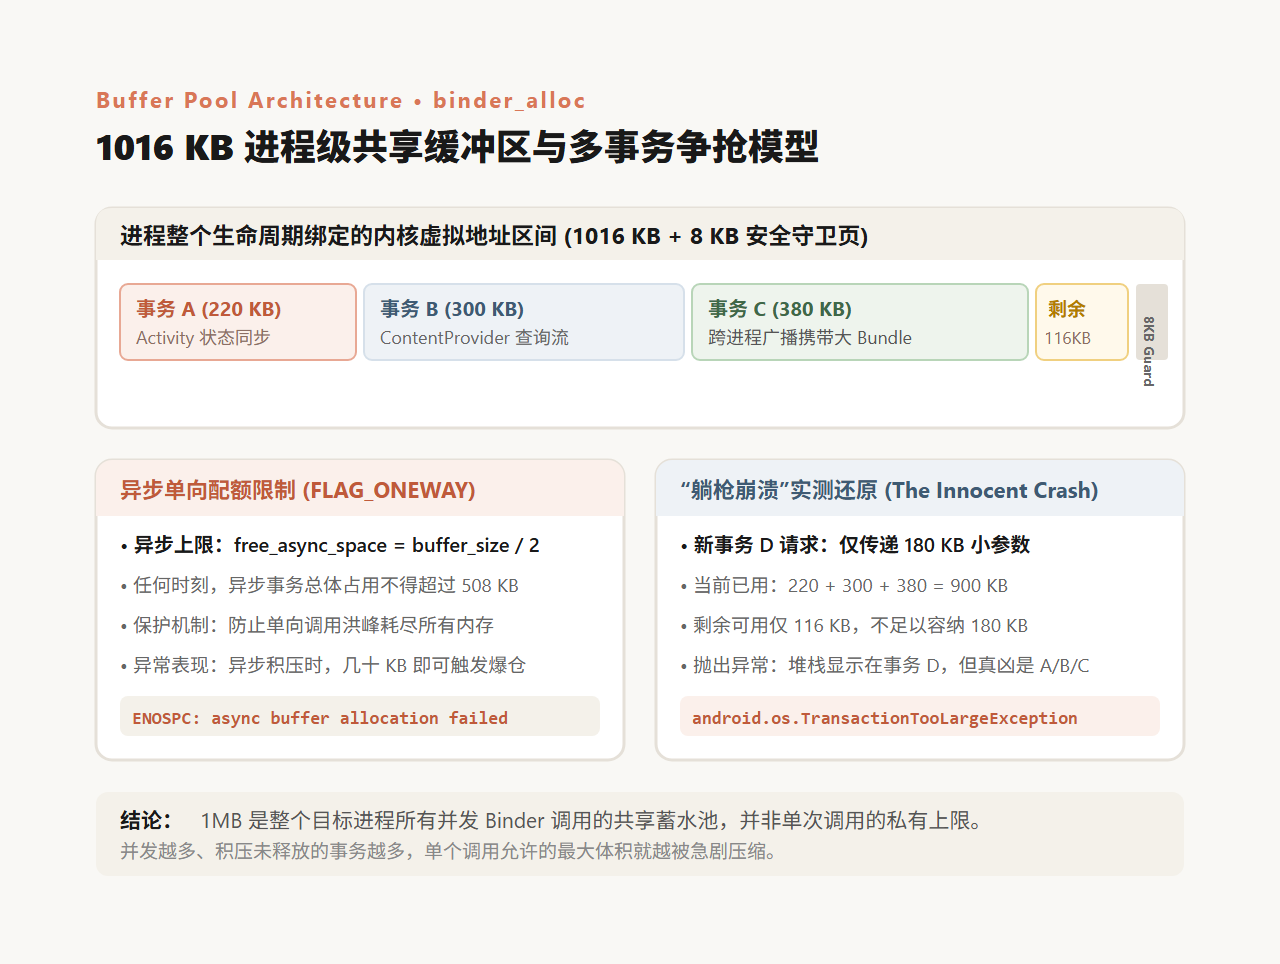 Buffer Pool Architecture • binder_alloc
1016 KB 进程级共享缓冲区与多事务争抢模型
进程整个生命周期绑定的内核虚拟地址区间 (1016 KB + 8 KB 安全守卫页)
事务 A (220 KB)
Activity 状态同步
事务 B (300 KB)
ContentProvider 查询流
事务 C (380 KB)
跨进程广播携带大 Bundle
剩余
116KB
8KB Guard
异步单向配额限制 (FLAG_ONEWAY)
• 异步上限：free_async_space = buffer_size / 2
• 任何时刻，异步事务总体占用不得超过 508 KB
• 保护机制：防止单向调用洪峰耗尽所有内存
• 异常表现：异步积压时，几十 KB 即可触发爆仓
ENOSPC: async buffer allocation failed
“躺枪崩溃”实测还原 (The Innocent Crash)
• 新事务 D 请求：仅传递 180 KB 小参数
• 当前已用：220 + 300 + 380 = 900 KB
• 剩余可用仅 116 KB，不足以容纳 180 KB
• 抛出异常：堆栈显示在事务 D，但真凶是 A/B/C
android.os.TransactionTooLargeException
结论： 1MB 是整个目标进程所有并发 Binder 调用的共享蓄水池，并非单次调用的私有上限。
并发越多、积压未释放的事务越多，单个调用允许的最大体积就越被急剧压缩。